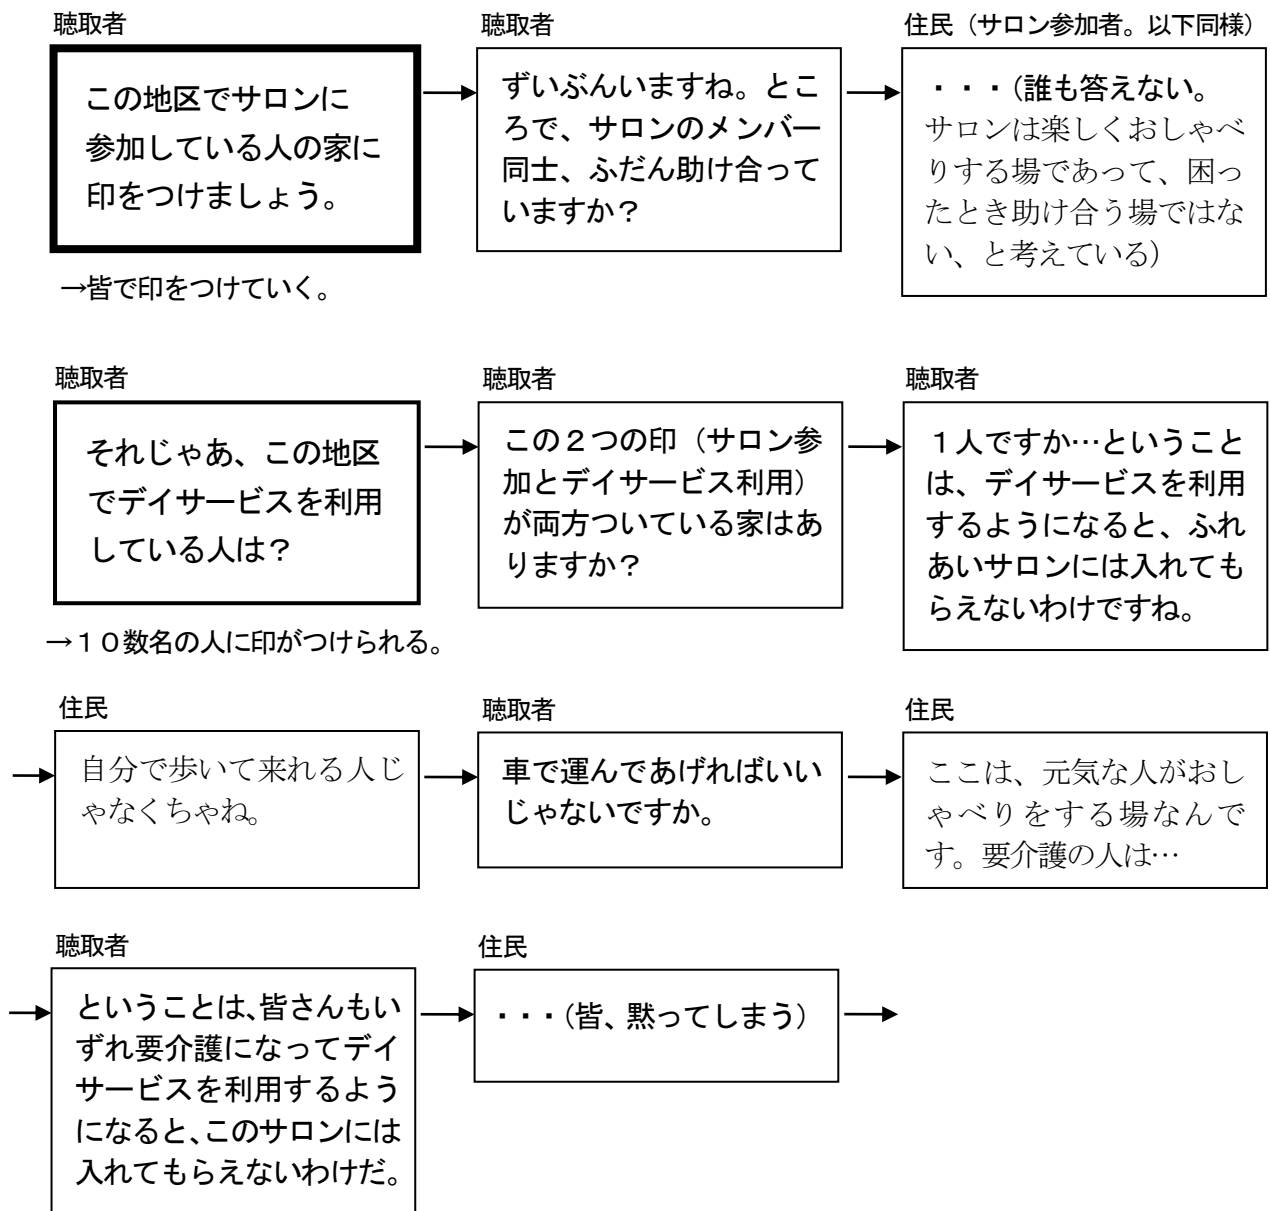 聴取者
この地区でサロンに
参加している人の家に
印をつけましょう。
→皆で印をつけていく。
聴取者
ずいぶんいますね。とこ
ろで、サロンのメンバー
同士、ふだん助け合って
いますか？
住民（サロン参加者。以下同様）
・・・（誰も答えない。
サロンは楽しくおしゃべ
りする場であって、困っ
たとき助け合う場ではな
い、と考えている）
聴取者
それじゃあ、この地区
でデイサービスを利用
している人は？
→１０数名の人に印がつけられる。
聴取者
この２つの印（サロン参
加とデイサービス利用）
が両方ついている家はあ
りますか？
聴取者
１人ですか…ということ
は、デイサービスを利用
するようになると、ふれ
あいサロンには入れても
らえないわけですね。
住民
自分で歩いて来れる人じ
ゃなくちゃね。
聴取者
車で運んであげればいい
じゃないですか。
住民
ここは、元気な人がおし
ゃべりをする場なんで
す。要介護の人は…
聴取者
ということは、皆さんもい
ずれ要介護になってデイ
サービスを利用するよう
になると、このサロンには
入れてもらえないわけだ。
住民
・・・（皆、黙ってしまう）